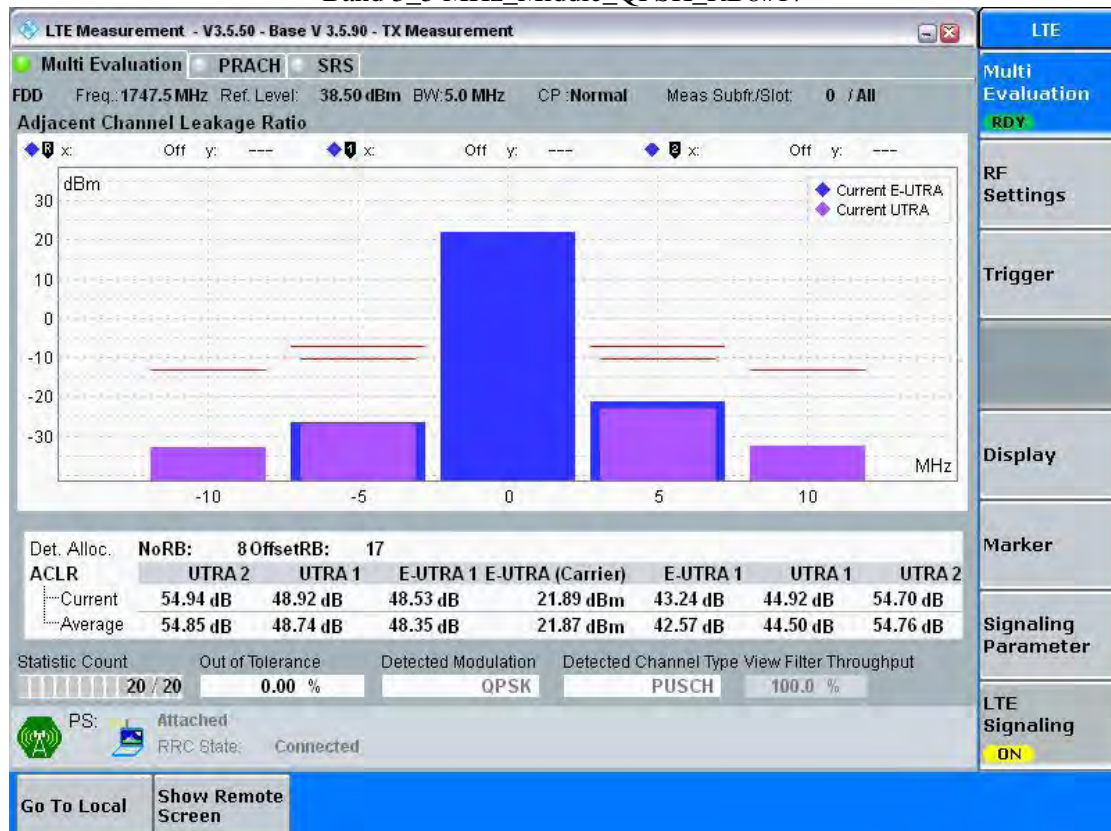 LTE Measurement - V3.5.50 - Base V 3.5.90 - TX Measurement
LTE
Multi Evaluation PRACH SRS
Multi
Evaluation
RDY
FDD Freq.: 1747.5 MHz Ref. Level: 38.50 dBm BW: 5.0 MHz CP : Normal Meas Subfr./Slot: 0 / All
Adjacent Channel Leakage Ratio
x: Off y: --- 1 x: Off y: --- 2 x: Off y: ---
dBm
Current E-UTRA
Current UTRA
30
20
10
0
-10
-20
-30
MHz
-10 -5 0 5 10
RF
Settings
Trigger
Display
Marker
Signaling
Parameter
LTE
Signaling
ON
Det. Alloc. NoRB: 8 OffsetRB: 17
ACLR UTRA 2 UTRA 1 E-UTRA 1 E-UTRA (Carrier) E-UTRA 1 UTRA 1 UTRA 2
Current 54.94 dB 48.92 dB 48.53 dB 21.89 dBm 43.24 dB 44.92 dB 54.70 dB
Average 54.85 dB 48.74 dB 48.35 dB 21.87 dBm 42.57 dB 44.50 dB 54.76 dB
Statistic Count Out of Tolerance Detected Modulation Detected Channel Type View Filter Throughput
20 / 20 0.00 % QPSK PUSCH 100.0 %
PS: Attached
RRC State: Connected
Go To Local
Show Remote
Screen